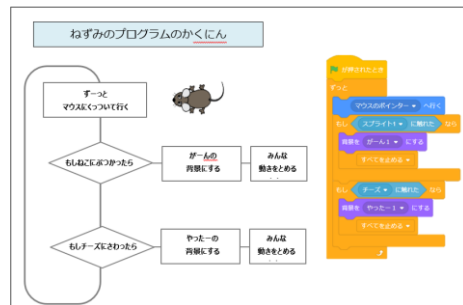 ねずみのプログラムのかくにん
ずーっと
マウスにくっついて行く
もしねこにぶつかったら
がーんの
背景にする
みんな
動きをとめる
もしチーズにさわったら
やったーの
背景にする
みんな
動きをとめる
が押されたとき
ずっと
マウスのポインター へ行く
もし スプライト1 に触れた なら
背景を がーん1 にする
すべてを止める
もし チーズ に触れた なら
背景を やったー1 にする
すべてを止める